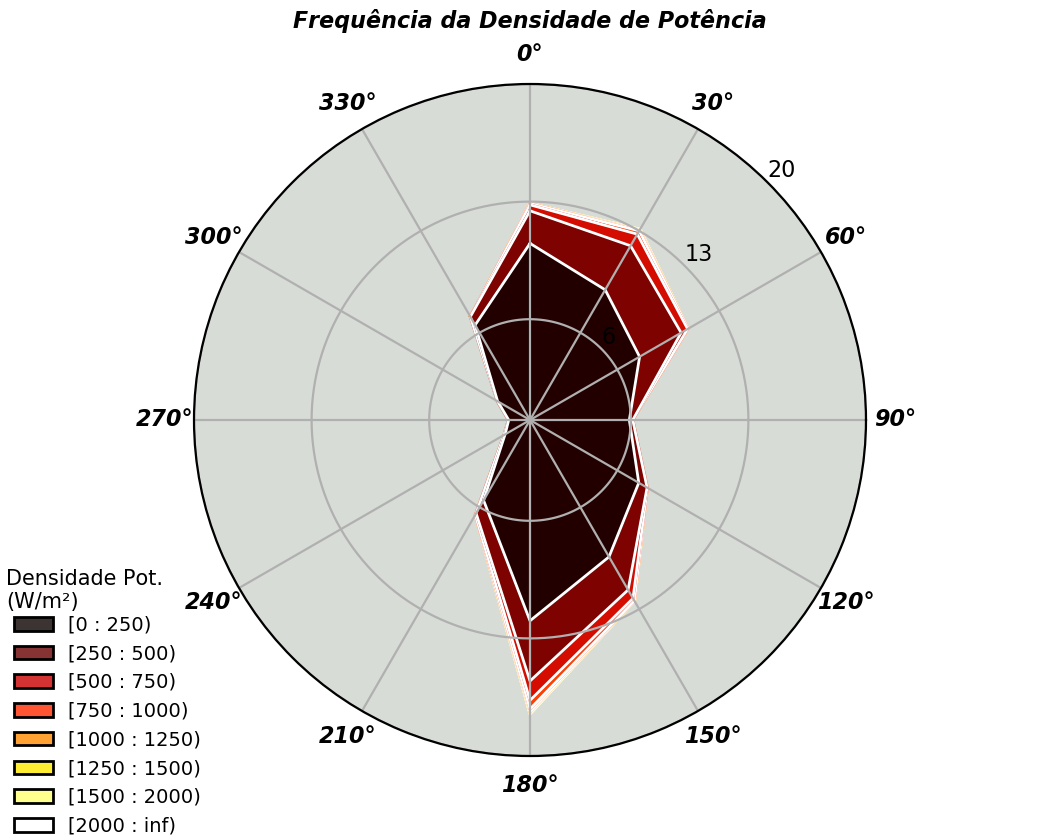 Frequência da Densidade de Potência
0°
330°
30°
20
300°
60°
13
6
270°
90°
Densidade Pot.
(W/m²)
240°
120°
[0 : 250)
[250 : 500)
[500 : 750)
[750 : 1000)
210°
150°
[1000 : 1250)
[1250 : 1500)
180°
[1500 : 2000)
[2000 : inf)